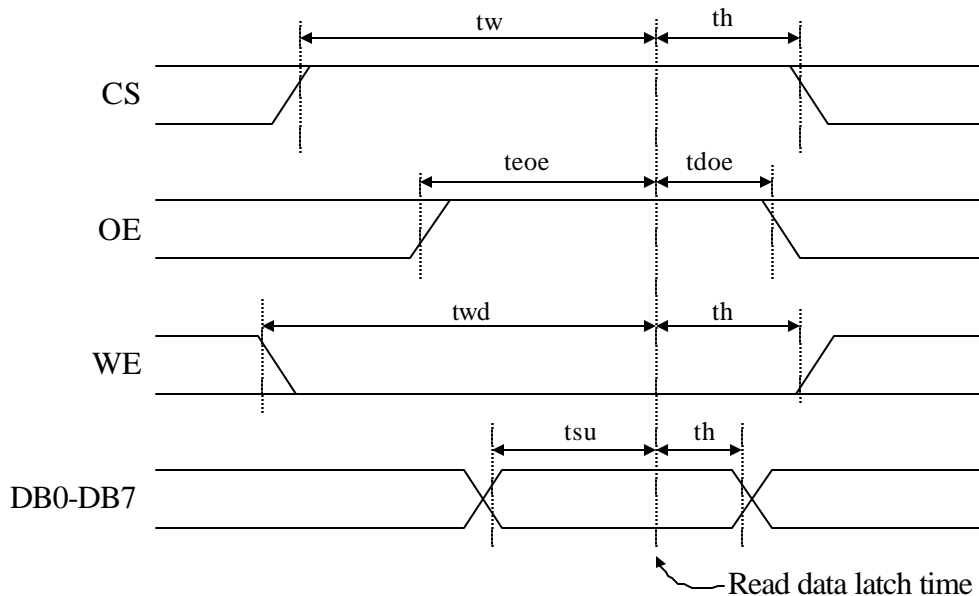 tw th
CS
teoe tdoe
OE
twd th
WE
tsu th
DB0-DB7
Read data latch time